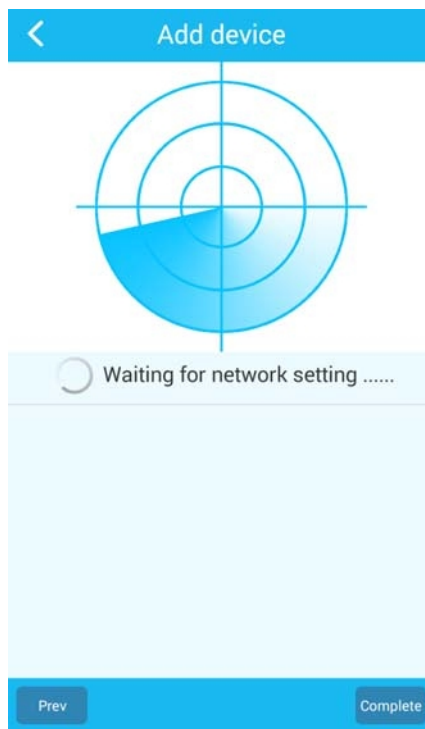 Add device
Waiting for network setting ......
Prev
Complete